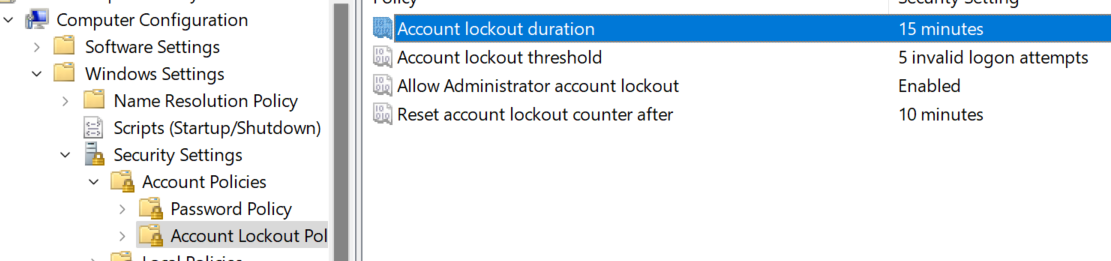 Computer Configuration
Software Settings
Windows Settings
Name Resolution Policy
Scripts (Startup/Shutdown)
Security Settings
Account Policies
Password Policy
Account Lockout Pol
Local Policies
Policy
Security Setting
Account lockout duration 15 minutes
Account lockout threshold 5 invalid logon attempts
Allow Administrator account lockout Enabled
Reset account lockout counter after 10 minutes